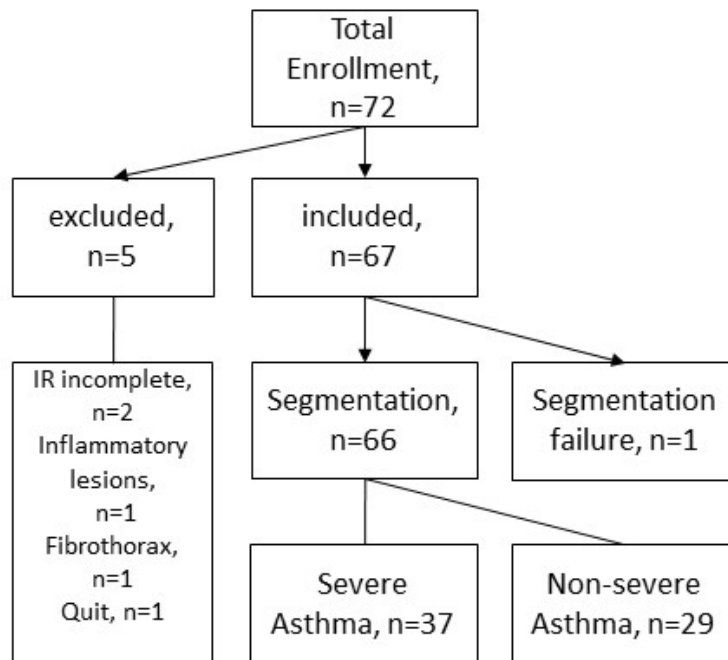 Total
Enrollment,
n=72
excluded,
n=5
included,
n=67
IR incomplete,
n=2
Inflammatory
lesions,
n=1
Fibrothorax,
n=1
Quit, n=1
Segmentation,
n=66
Segmentation
failure, n=1
Severe
Asthma, n=37
Non-severe
Asthma, n=29